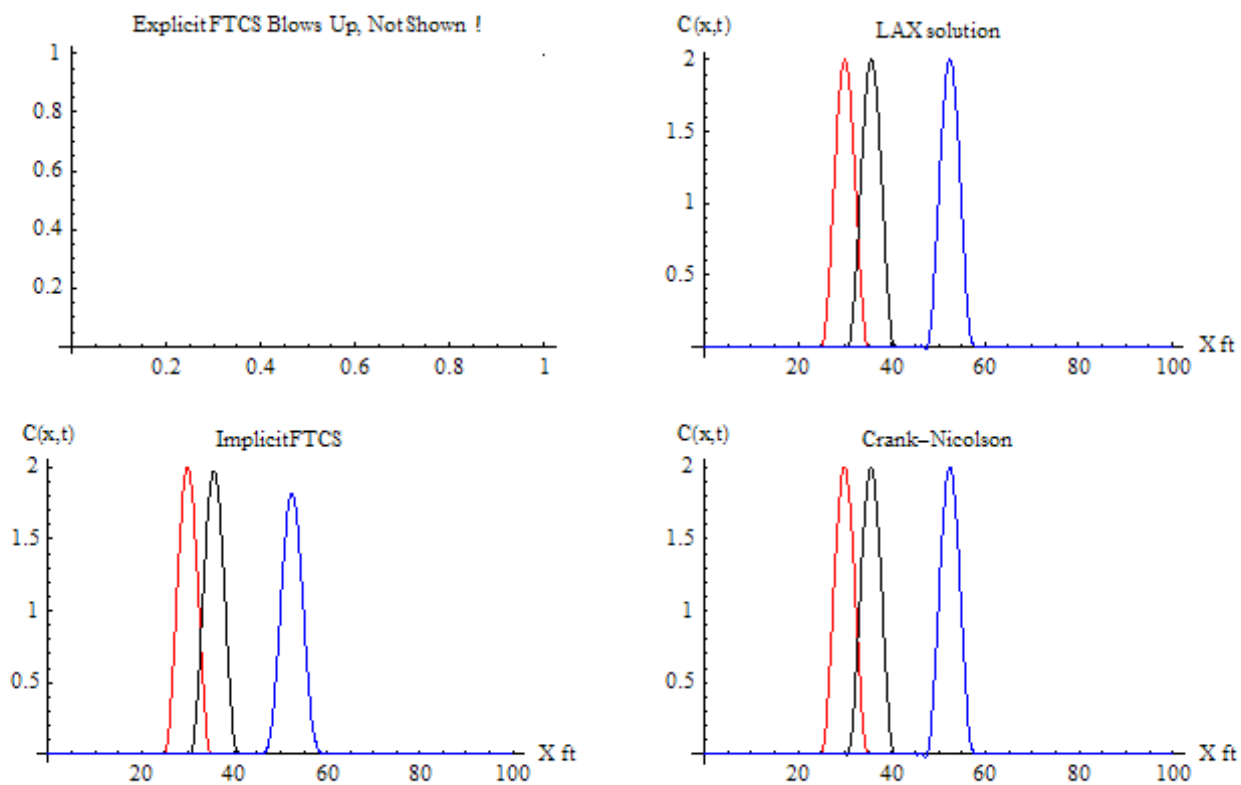 Explicit FTCS Blows Up, Not Shown !
1
0.8
0.6
0.4
0.2
0.2 0.4 0.6 0.8 1
C(x,t)
LAX solution
2
1.5
1
0.5
20 40 60 80 100
X ft
C(x,t)
Implicit FTCS
2
1.5
1
0.5
20 40 60 80 100
X ft
C(x,t)
Crank–Nicolson
2
1.5
1
0.5
20 40 60 80 100
X ft